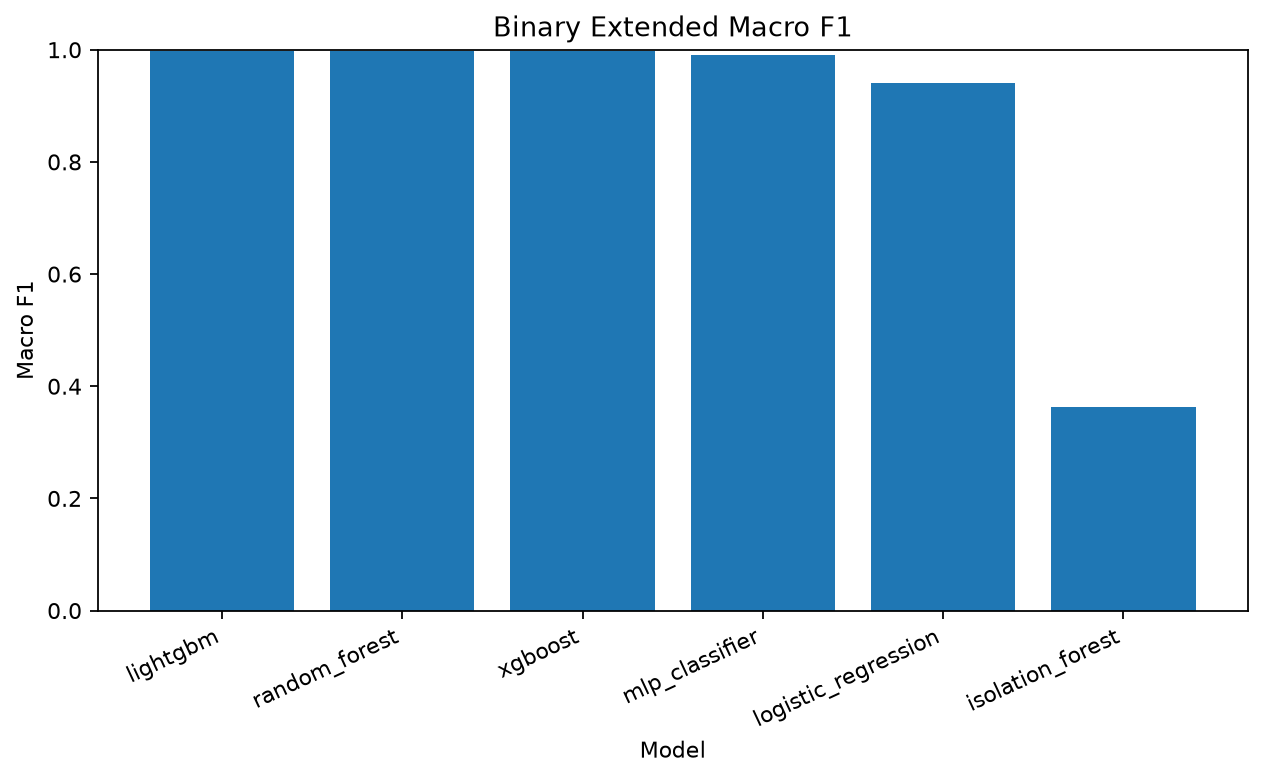 Binary Extended Macro F1
Macro F1
1.0
0.8
0.6
0.4
0.2
0.0
lightgbm
random_forest
xgboost
mlp_classifier
logistic_regression
isolation_forest
Model